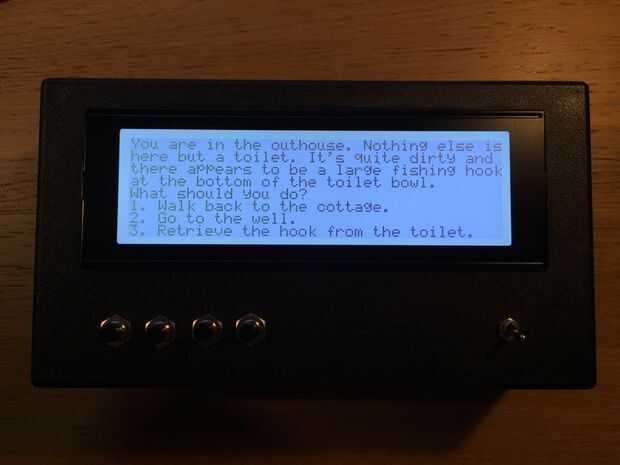 You are in the outhouse. Nothing else is
here but a toilet. It's quite dirty and
there appears to be a large fishing hook
at the bottom of the toilet bowl.
What should you do?
1. Walk back to the cottage.
2. Go to the well.
3. Retrieve the hook from the toilet.